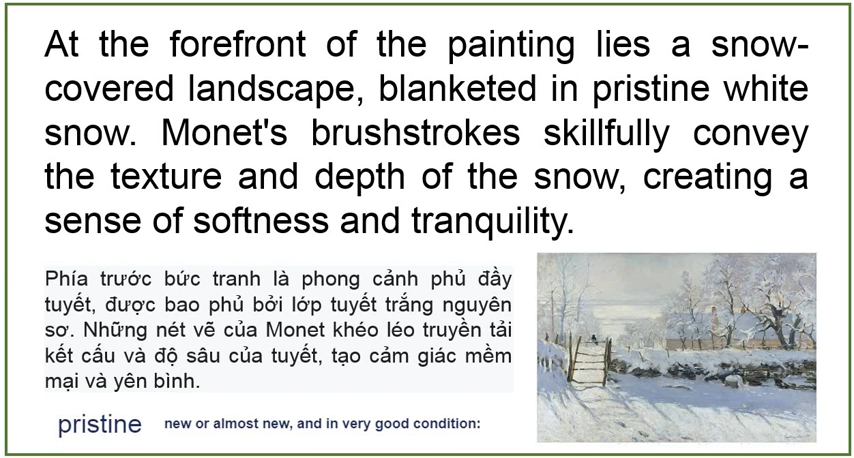 At the forefront of the painting lies a snow-
covered landscape, blanketed in pristine white
snow. Monet's brushstrokes skillfully convey
the texture and depth of the snow, creating a
sense of softness and tranquility.
Phía trước bức tranh là phong cảnh phủ đầy
tuyết, được bao phủ bởi lớp tuyết trắng nguyên
sơ. Những nét vẽ của Monet khéo léo truyền tải
kết cấu và độ sâu của tuyết, tạo cảm giác mềm
mại và yên bình.
pristine new or almost new, and in very good condition: